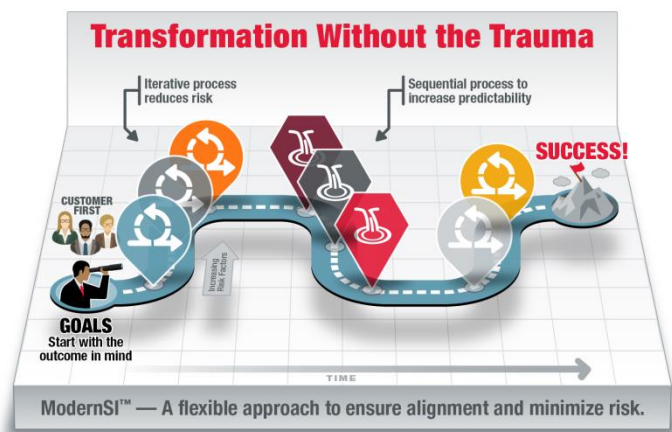 Transformation Without the Trauma
Iterative process
reduces risk
Sequential process to
increase predictability
SUCCESS!
CUSTOMER
FIRST
Increasing
Risk Factors
GOALS
Start with the
outcome in mind
TIME
ModernSI™ — A flexible approach to ensure alignment and minimize risk.